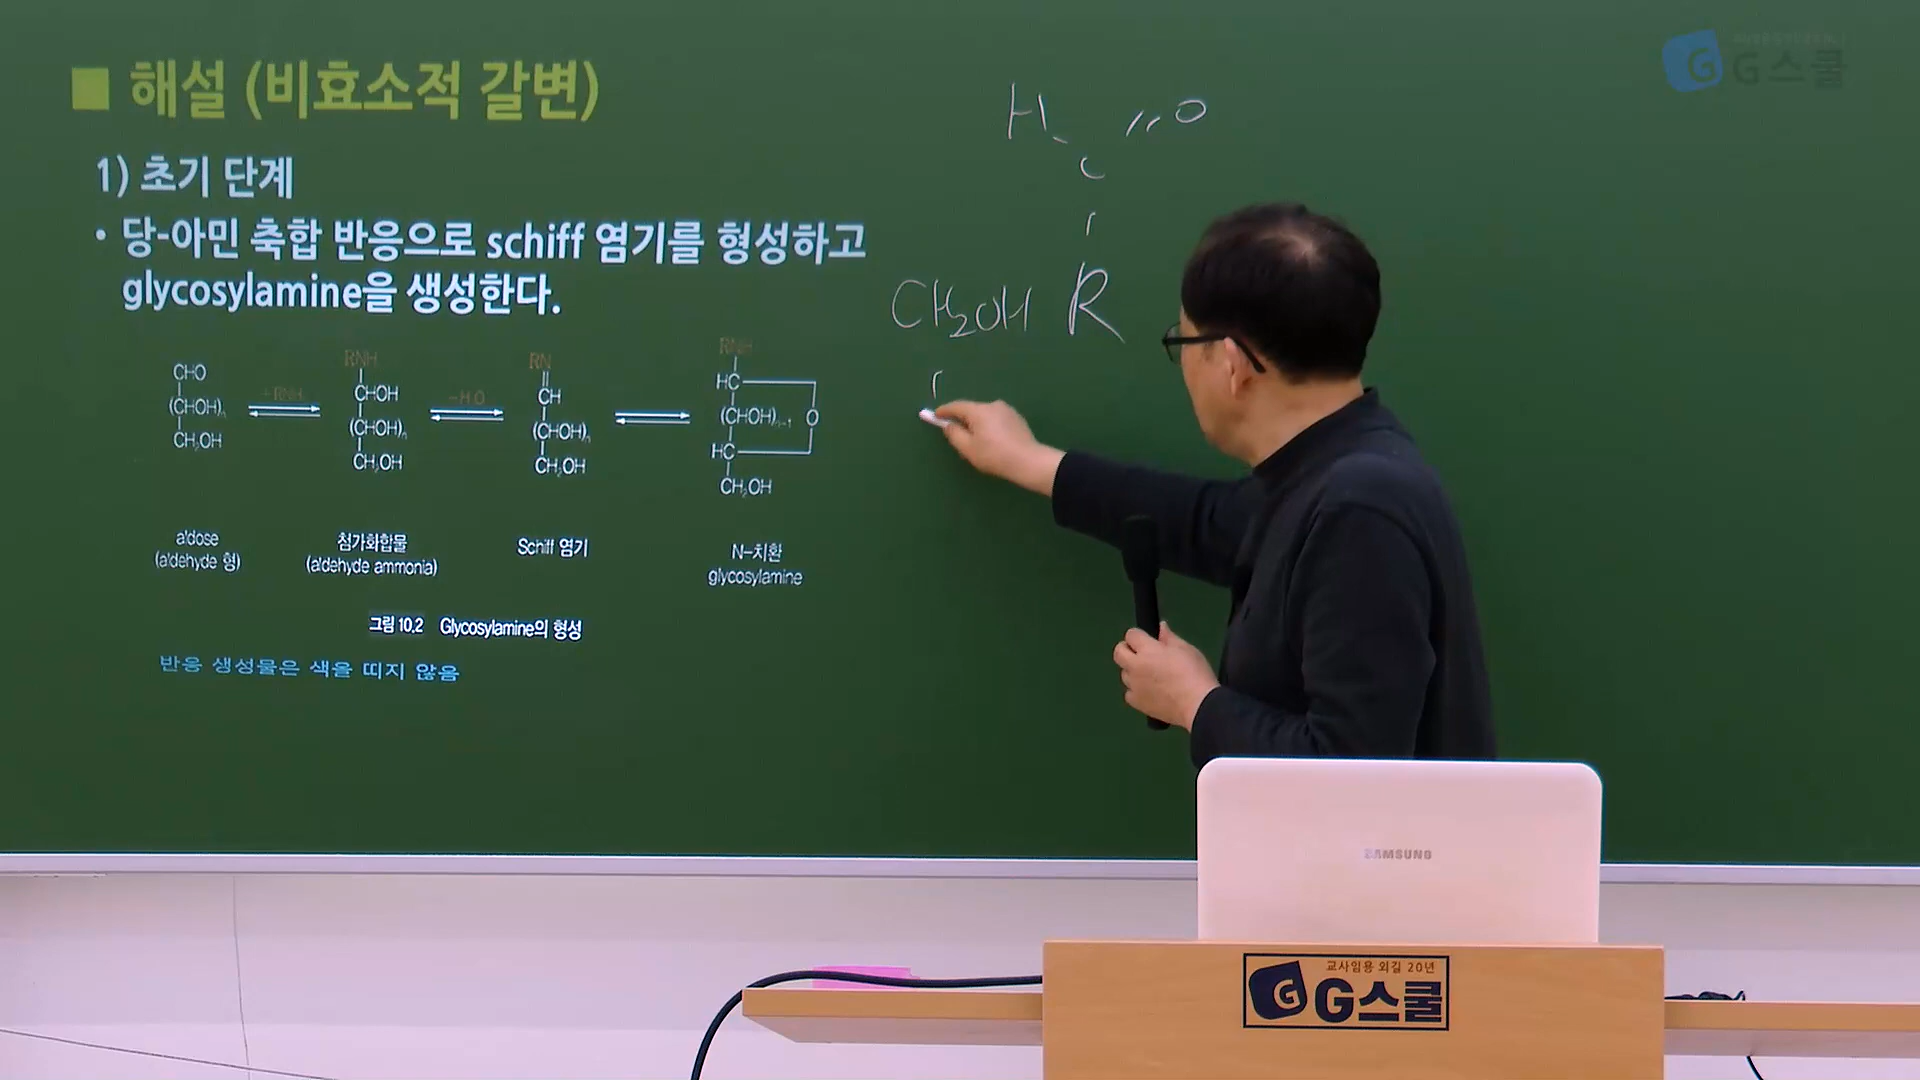 ■ 해설 (비효소적 갈변)
1) 초기 단계
• 당-아민 축합 반응으로 schiff 염기를 형성하고
glycosylamine을 생성한다.
CHO
(CHOH)n
CH2OH
+RNH2
RNH
CHOH
(CHOH)n
CH2OH
-H2O
RN
CH
(CHOH)n
CH2OH
RNH
HC
(CHOH)n-1
O
HC
CH2OH
aldose
(aldehyde 형)
첨가화합물
(aldehyde ammonia)
Schiff 염기
N-치환
glycosylamine
그림 10.2 Glycosylamine의 형성
반응 생성물은 색을 띠지 않음
H
O
C
CH2OH R
G스쿨
SAMSUNG
교사임용 외길 20년
G G스쿨